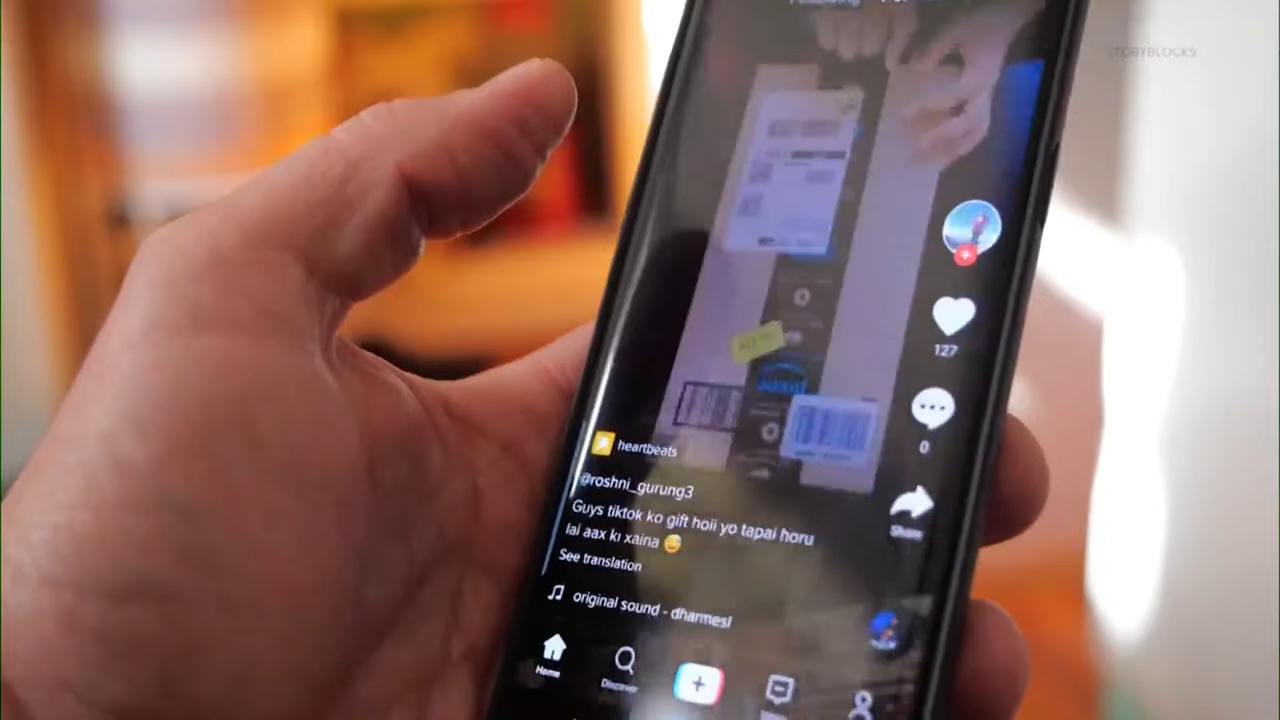 Following
STORYBLOCKS
127
0
heartbeats
@roshni_gurung3
Guys tiktok ko gift hoii yo tapai horu
lai aax ki xaina 😅
See translation
Share
original sound - dharmesl
Home
Discover